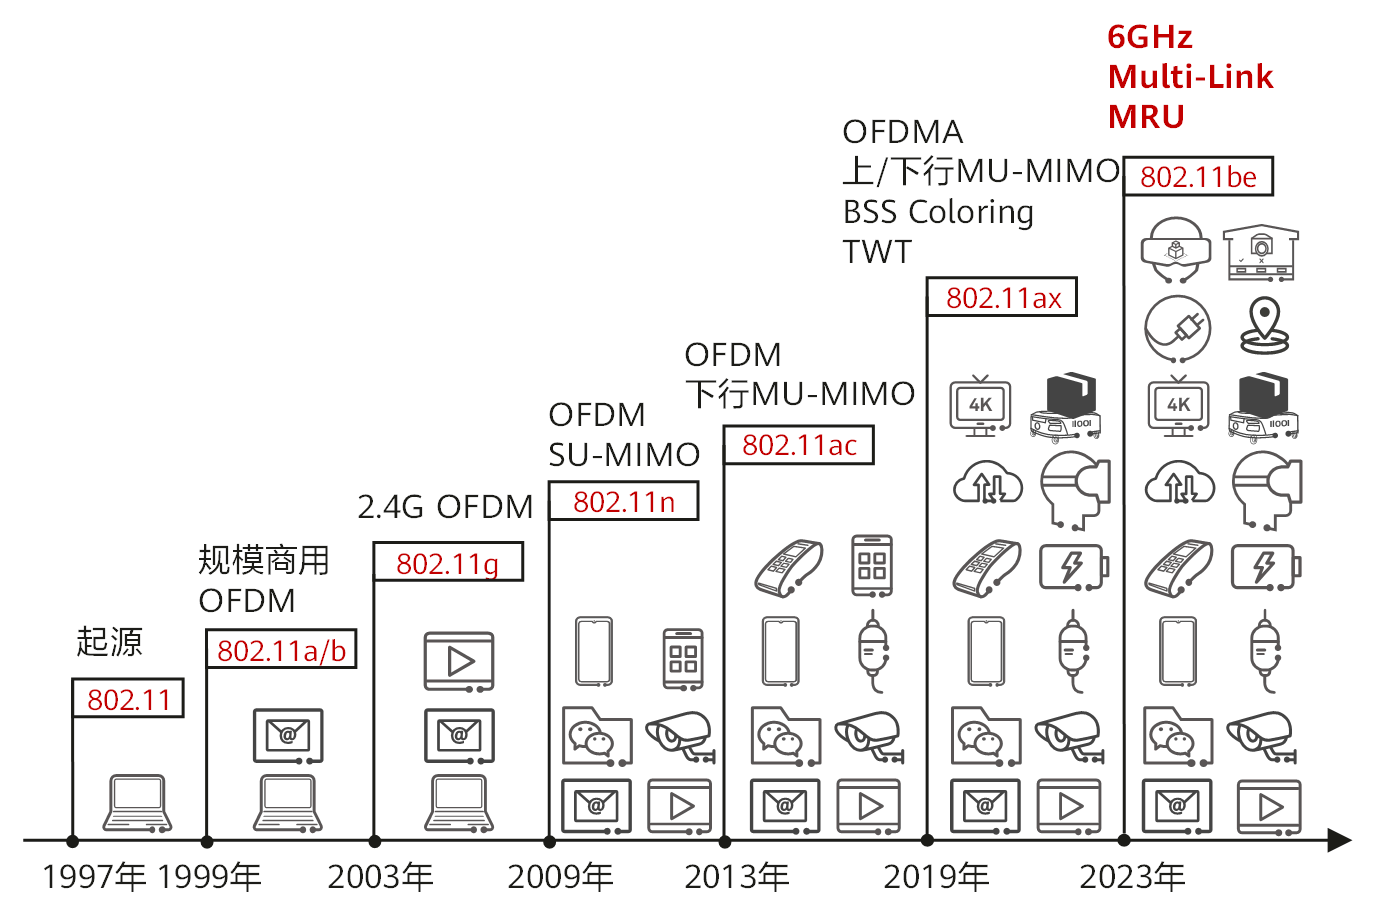 6GHz
Multi-Link
MRU
OFDMA
上/下行MU-MIMO
BSS Coloring
TWT
802.11be
802.11ax
OFDM
下行MU-MIMO
802.11ac
OFDM
SU-MIMO
802.11n
2.4G OFDM
802.11g
规模商用
OFDM
802.11a/b
起源
802.11
4K
4K
1997年
1999年
2003年
2009年
2013年
2019年
2023年